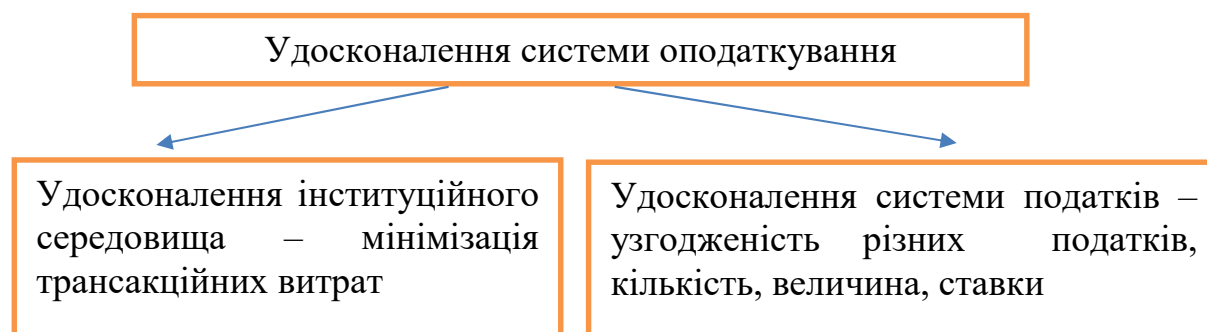 Удосконалення системи оподаткування
Удосконалення інституційного
середовища – мінімізація
трансакційних витрат
Удосконалення системи податків –
узгодженість різних податків,
кількість, величина, ставки